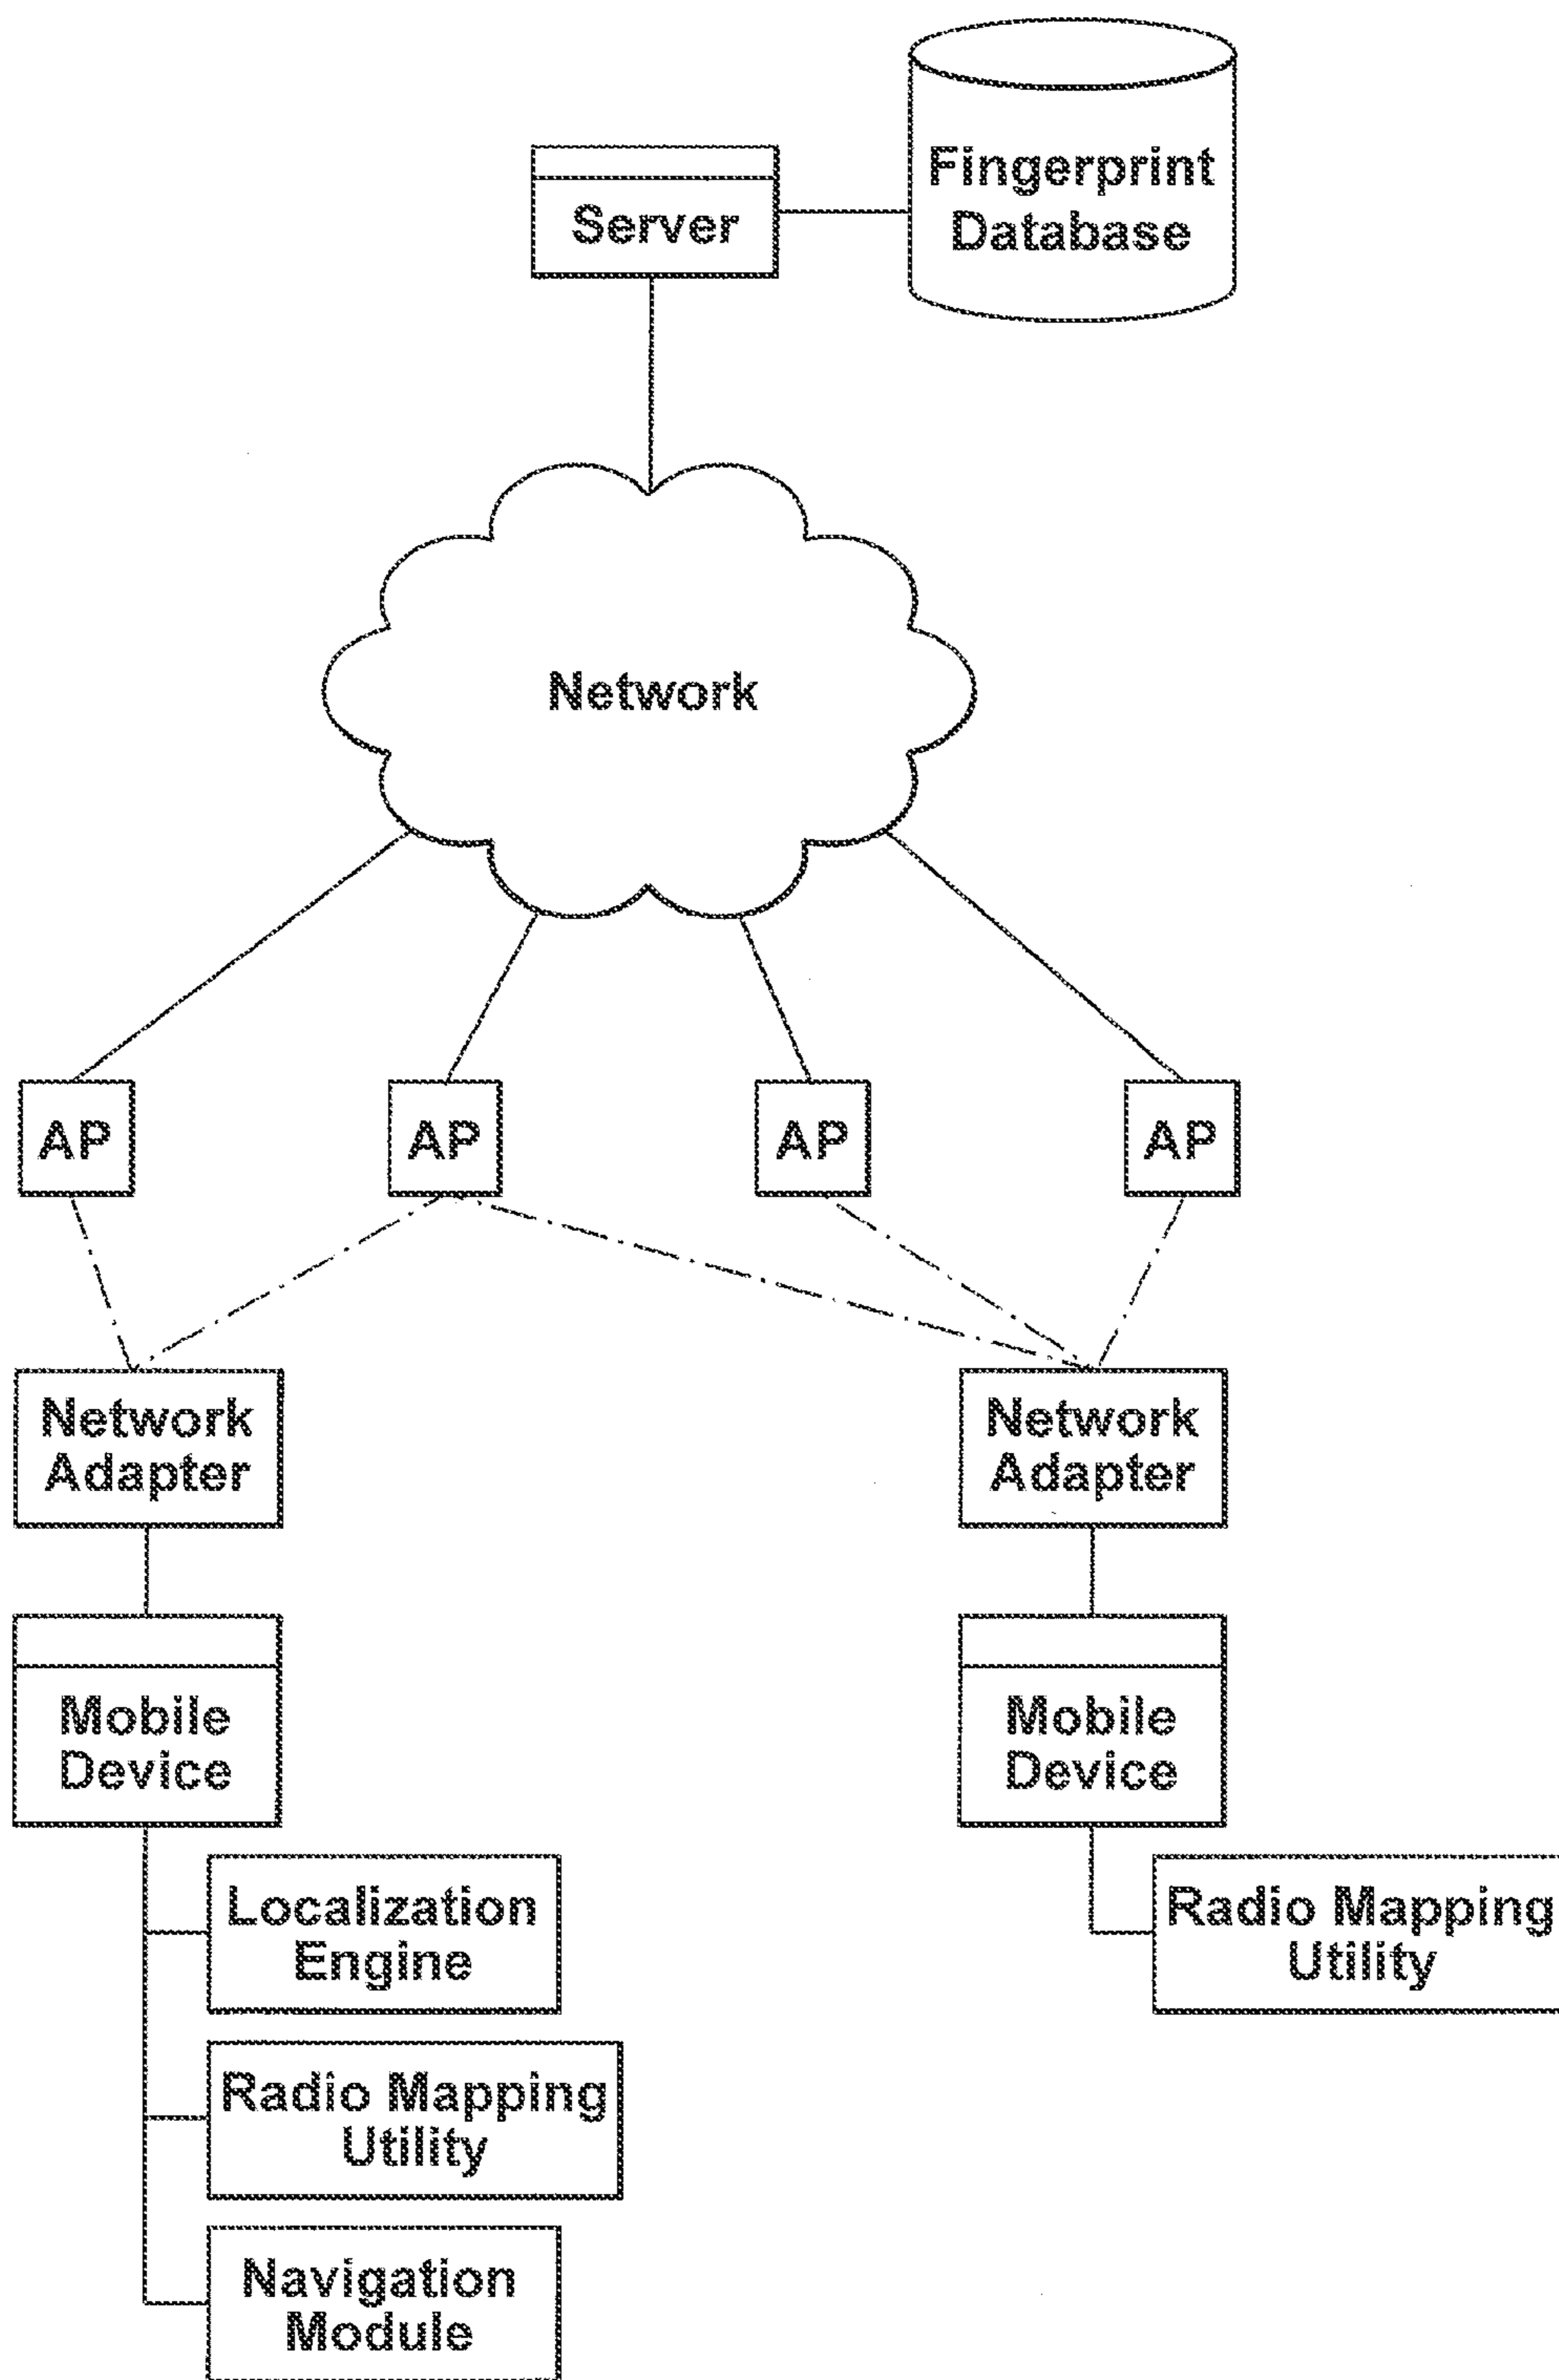 Fingerprint
Database
Server
Network
AP
AP
AP
AP
Network
Adapter
Network
Adapter
Mobile
Device
Mobile
Device
Localization
Engine
Radio Mapping
Utility
Radio Mapping
Utility
Navigation
Module